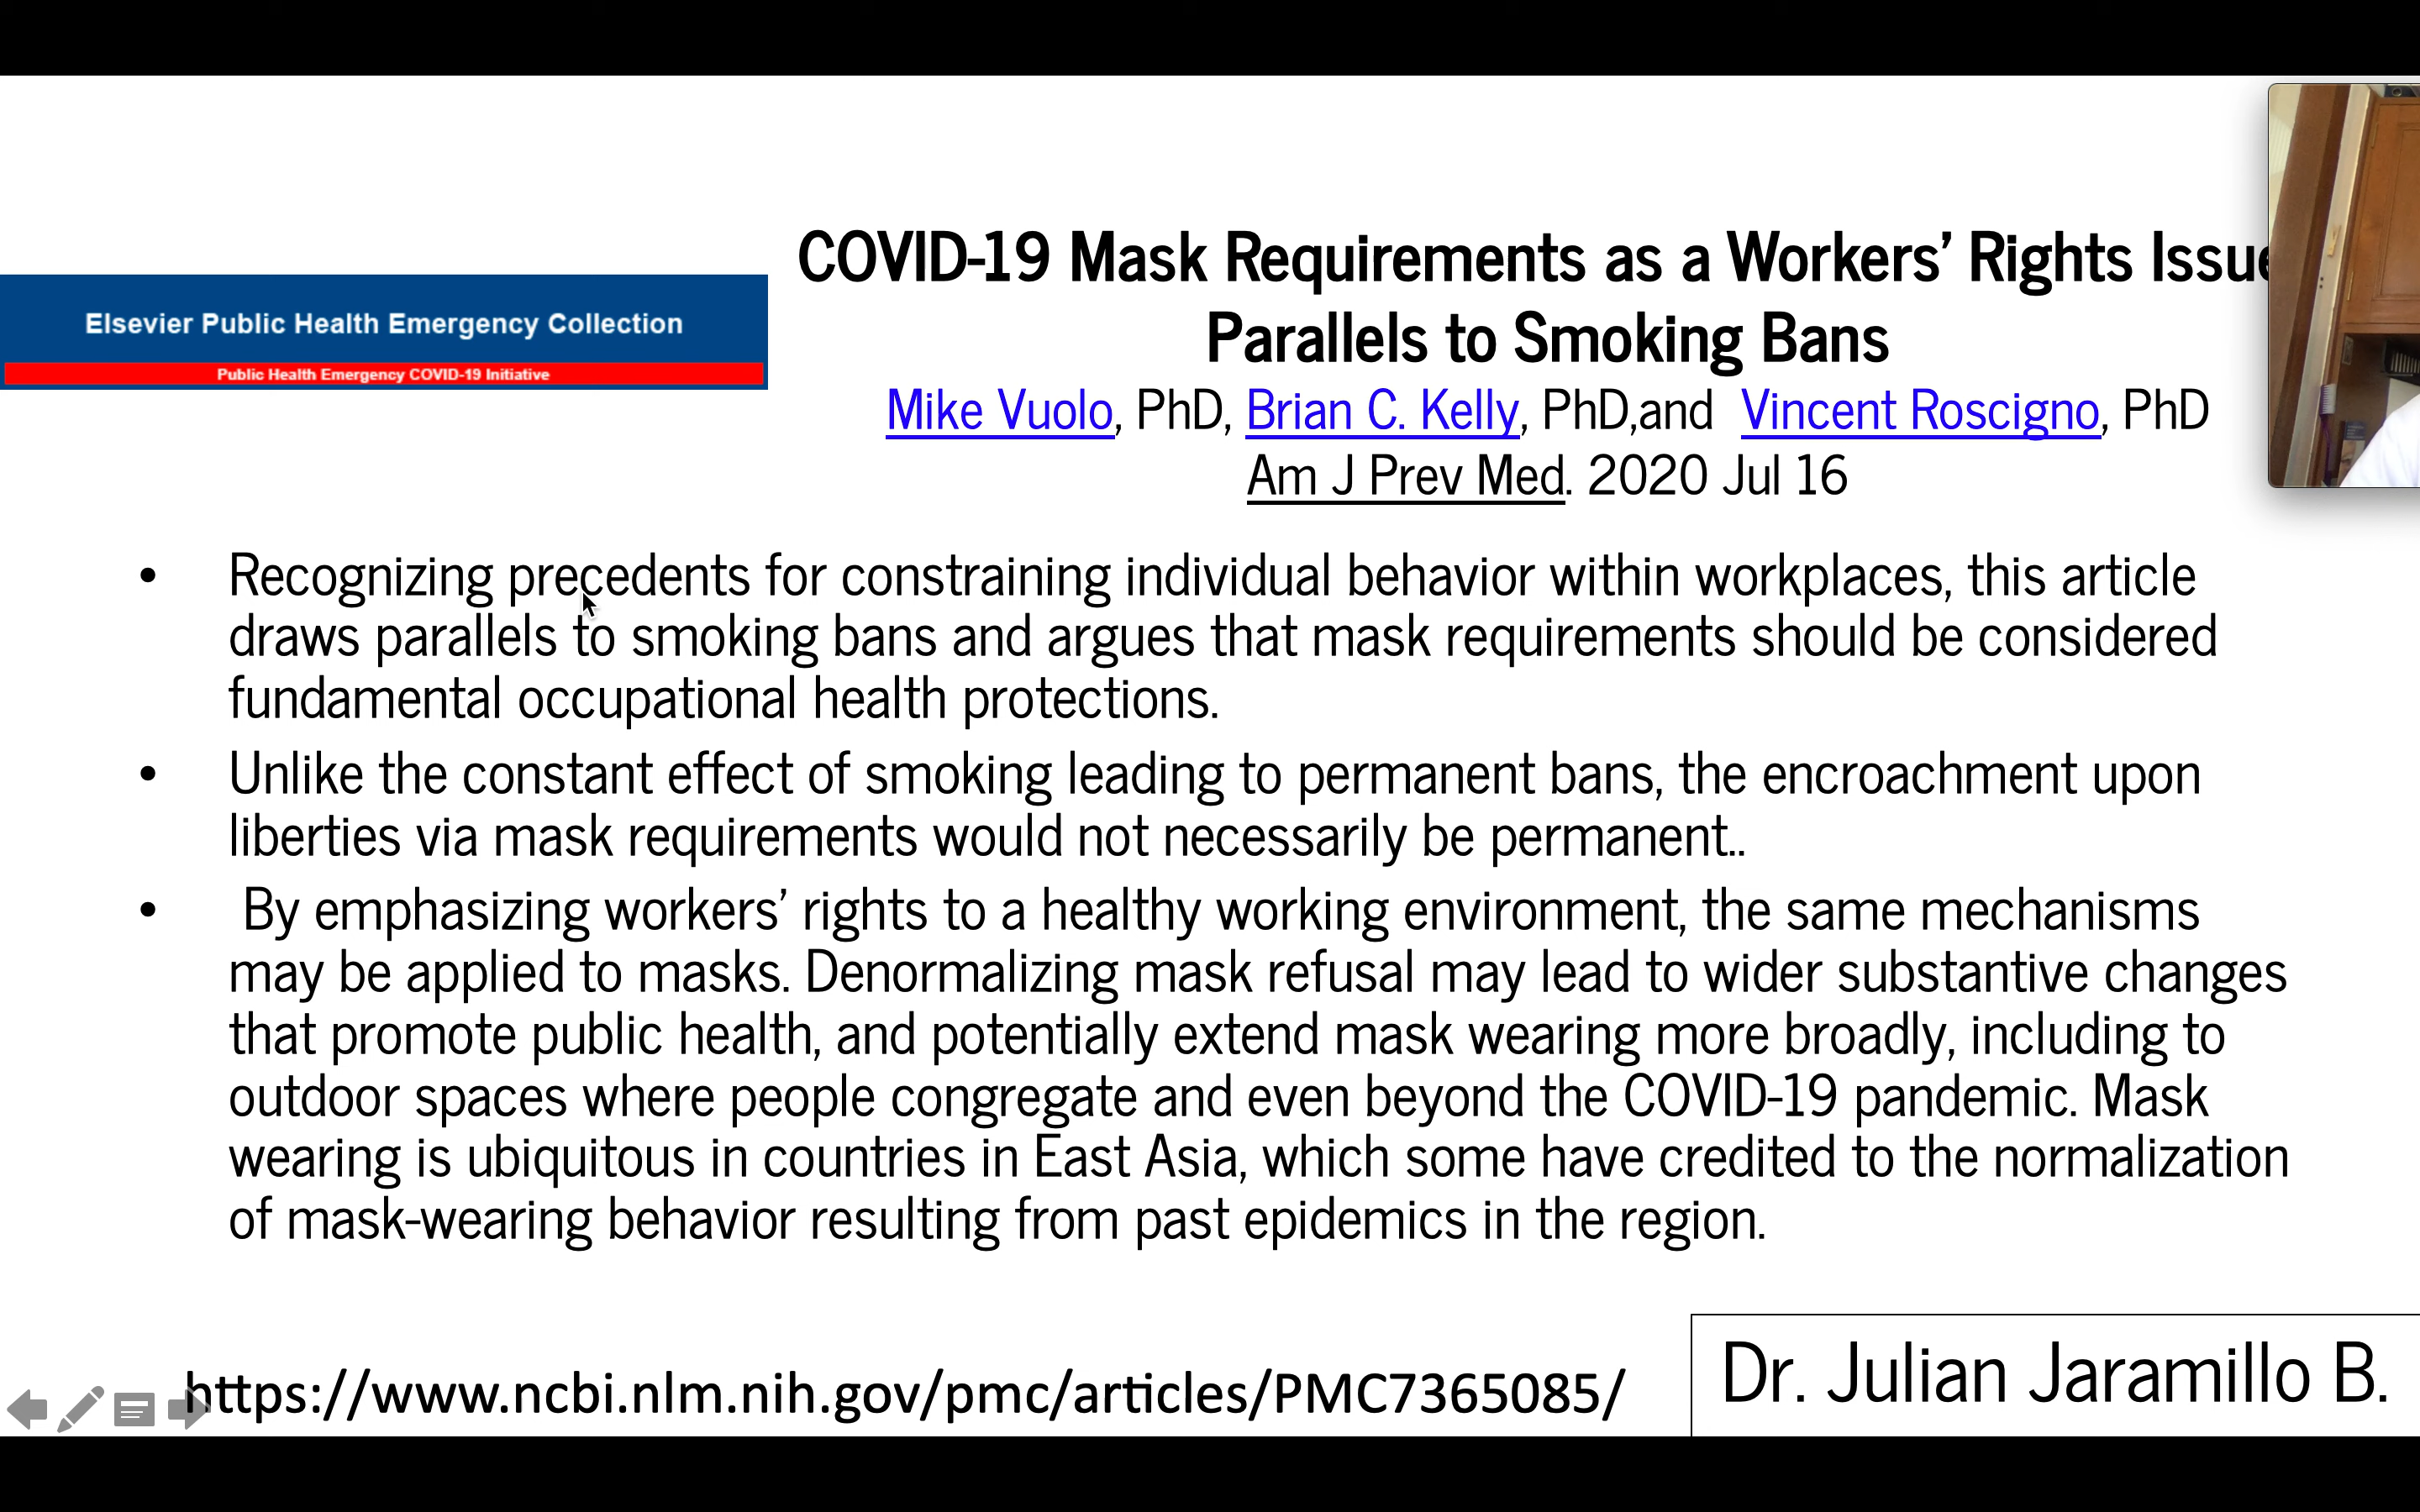 COVID-19 Mask Requirements as a Workers’ Rights Issue
Parallels to Smoking Bans
Elsevier Public Health Emergency Collection
Public Health Emergency COVID-19 Initiative
Mike Vuolo, PhD, Brian C. Kelly, PhD,and Vincent Roscigno, PhD
Am J Prev Med. 2020 Jul 16
• Recognizing precedents for constraining individual behavior within workplaces, this article
draws parallels to smoking bans and argues that mask requirements should be considered
fundamental occupational health protections.
• Unlike the constant effect of smoking leading to permanent bans, the encroachment upon
liberties via mask requirements would not necessarily be permanent..
• By emphasizing workers’ rights to a healthy working environment, the same mechanisms
may be applied to masks. Denormalizing mask refusal may lead to wider substantive changes
that promote public health, and potentially extend mask wearing more broadly, including to
outdoor spaces where people congregate and even beyond the COVID-19 pandemic. Mask
wearing is ubiquitous in countries in East Asia, which some have credited to the normalization
of mask-wearing behavior resulting from past epidemics in the region.
https://www.ncbi.nlm.nih.gov/pmc/articles/PMC7365085/
Dr. Julian Jaramillo B.